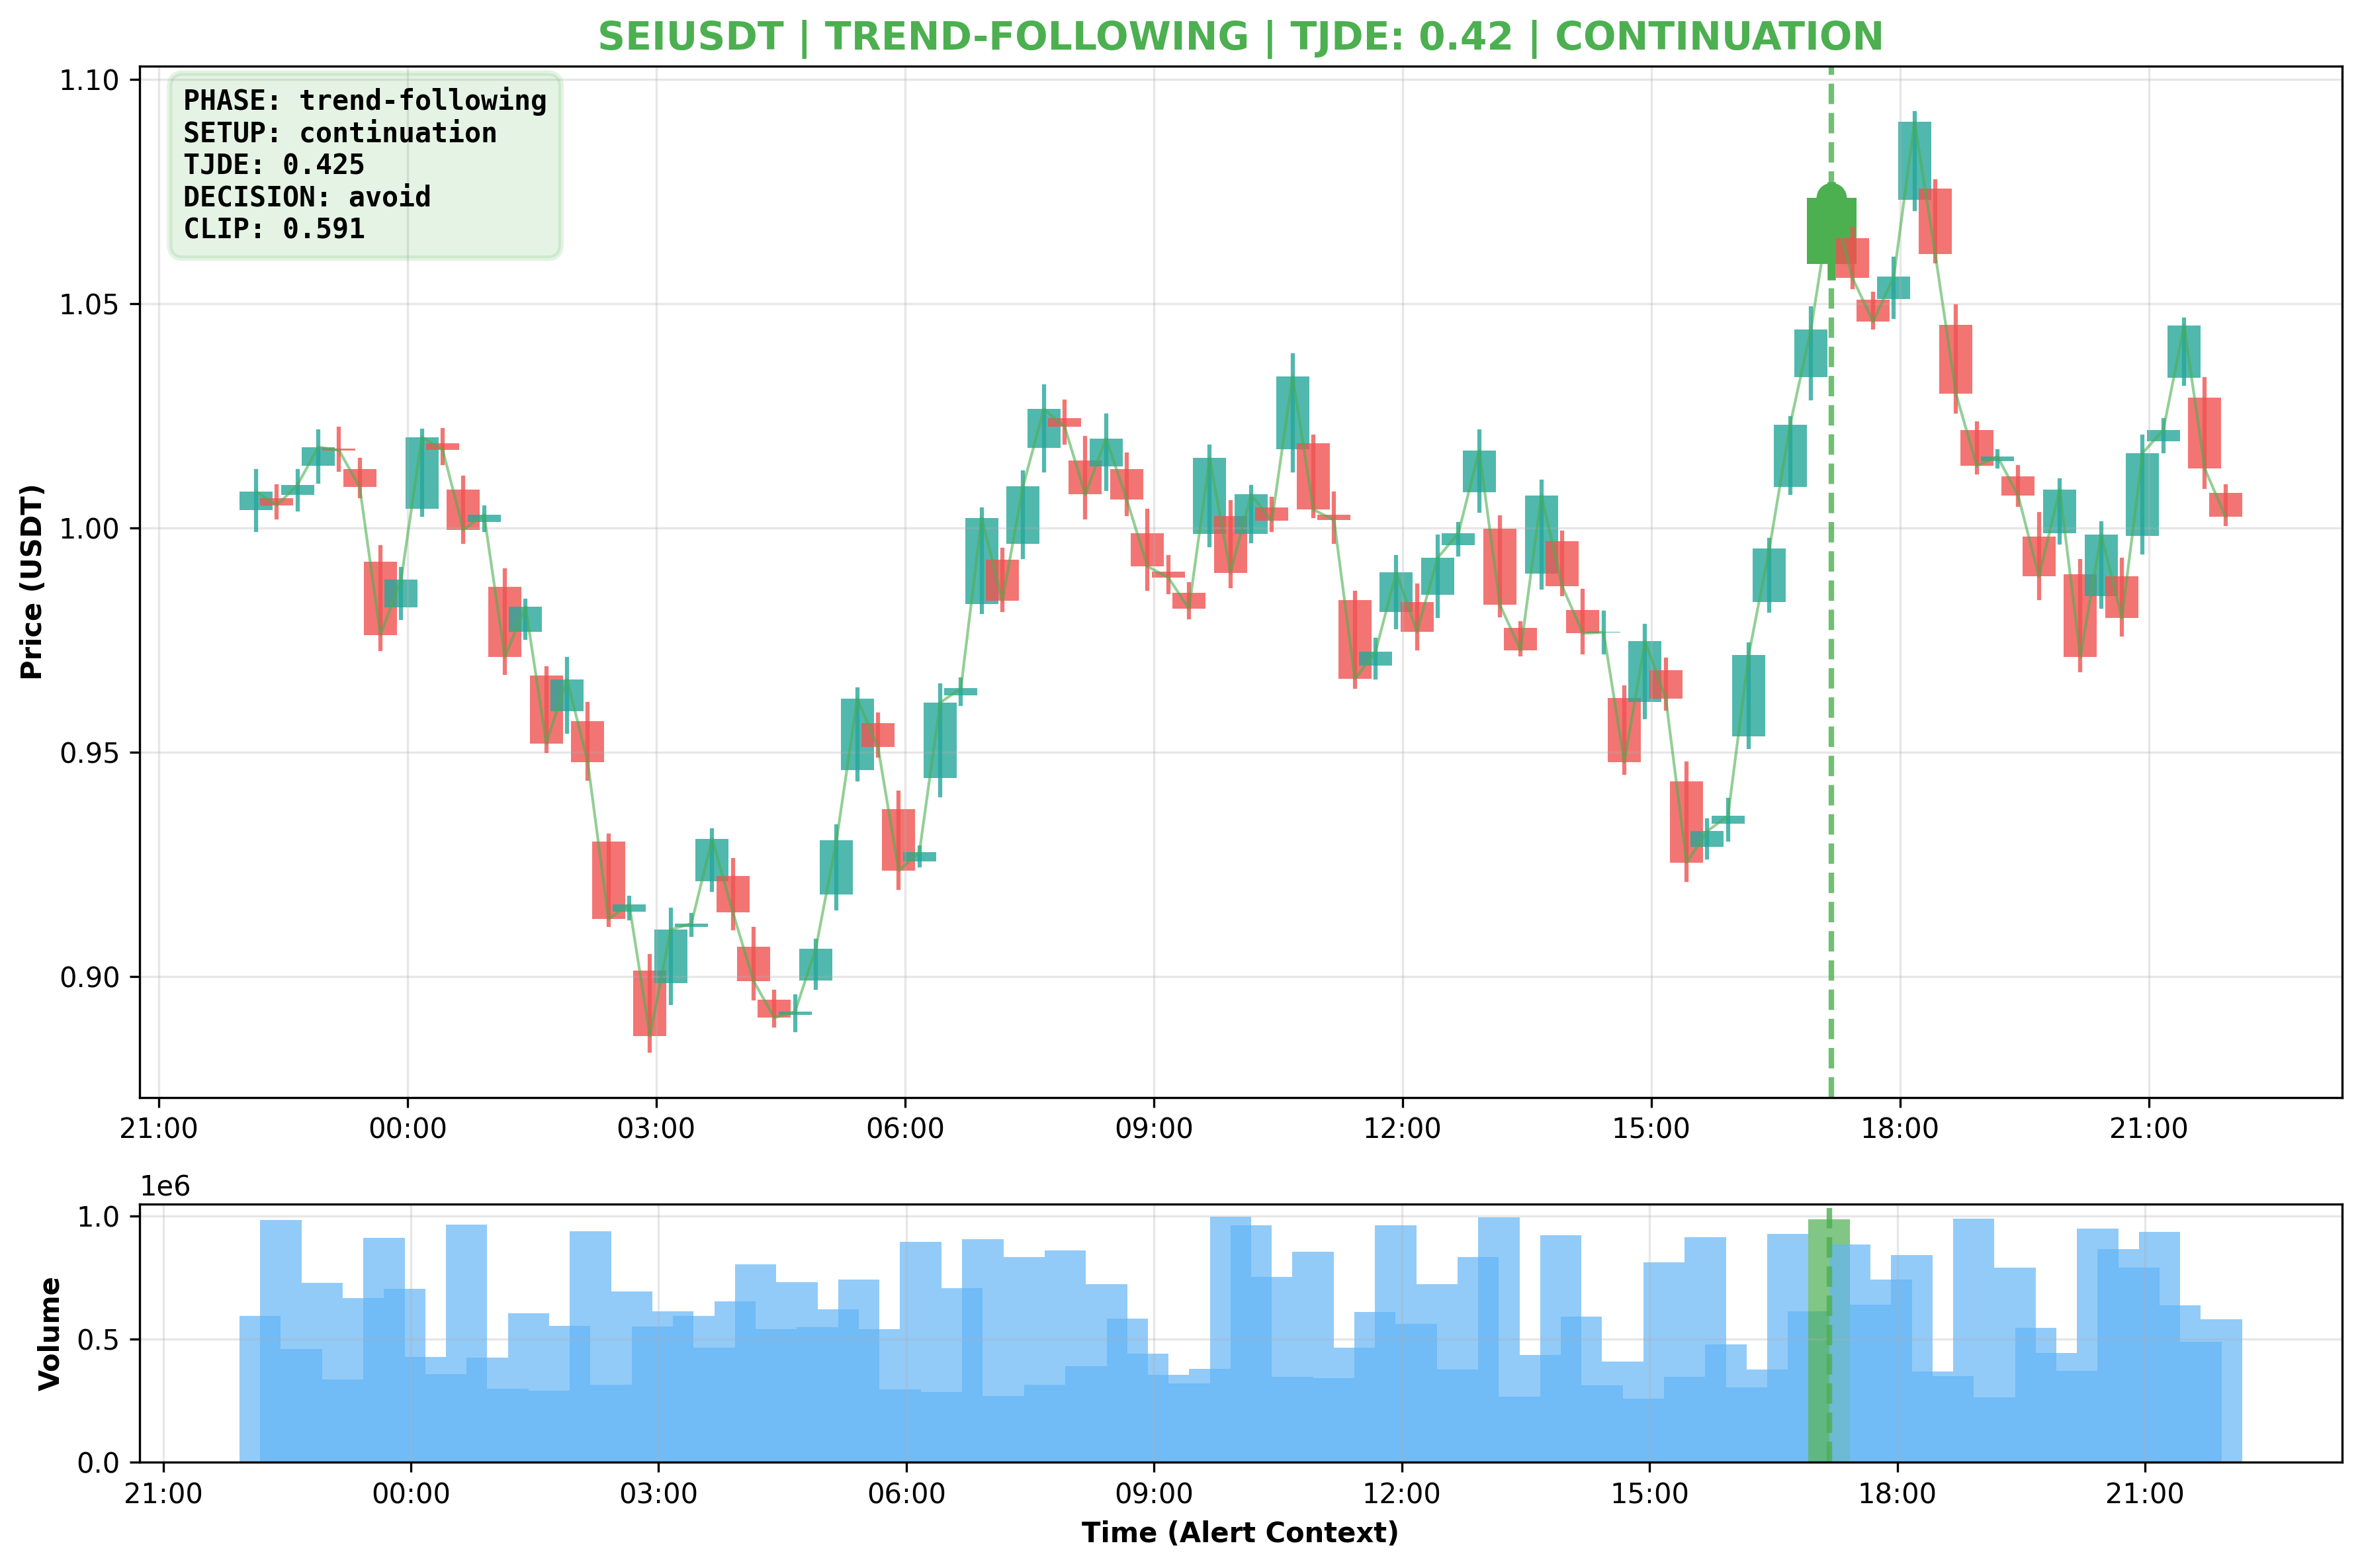 SEIUSDT | TREND-FOLLOWING | TJDE: 0.42 | CONTINUATION
PHASE: trend-following
SETUP: continuation
TJDE: 0.425
DECISION: avoid
CLIP: 0.591
Price (USDT)
1.10
1.05
1.00
0.95
0.90
21:00 00:00 03:00 06:00 09:00 12:00 15:00 18:00 21:00
1e6
Volume
1.0
0.5
0.0
21:00 00:00 03:00 06:00 09:00 12:00 15:00 18:00 21:00
Time (Alert Context)